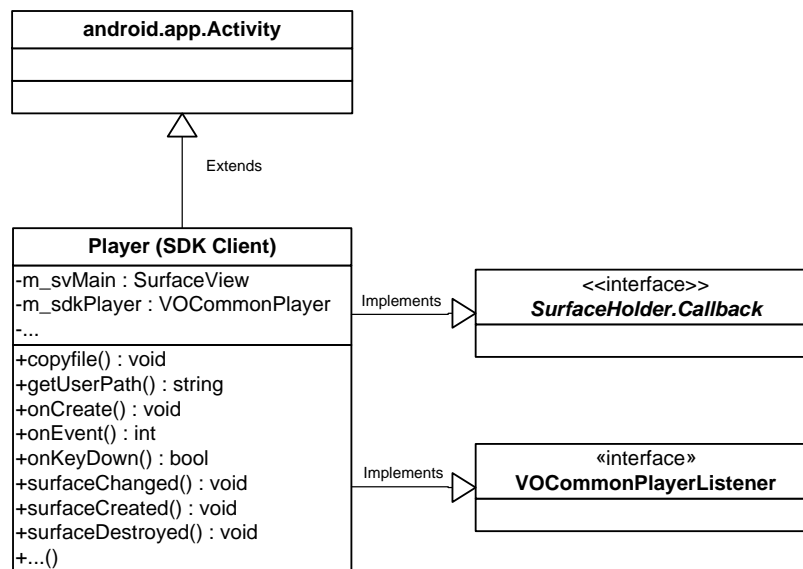 android.app.Activity
Extends
Player (SDK Client)
-m_svMain : SurfaceView
-m_sdkPlayer : VOCommonPlayer
-...
+copyfile() : void
+getUserPath() : string
+onCreate() : void
+onEvent() : int
+onKeyDown() : bool
+surfaceChanged() : void
+surfaceCreated() : void
+surfaceDestroyed() : void
+...()
Implements
<<interface>>
SurfaceHolder.Callback
Implements
«interface»
VOCommonPlayerListener